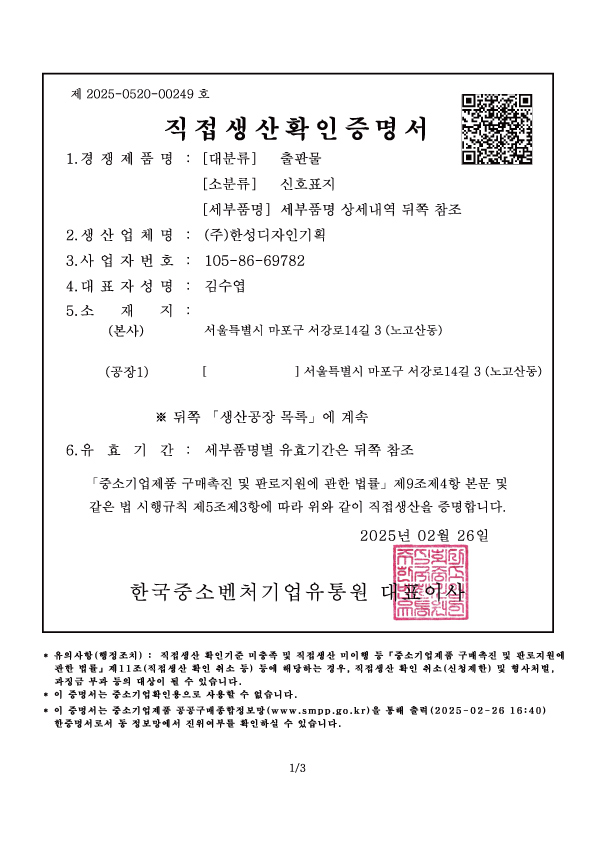 제 2025-0520-00249 호
직접생산확인증명서
1.경 쟁 제 품 명 : [대분류] 출판물
[소분류] 신호표지
[세부품명] 세부품명 상세내역 뒤쪽 참조
2.생 산 업 체 명 : (주)한성디자인기획
3.사 업 자 번 호 : 105-86-69782
4.대 표 자 성 명 : 김수엽
5.소 재 지 :
(본사) 서울특별시 마포구 서강로14길 3 (노고산동)
(공장1) [ ] 서울특별시 마포구 서강로14길 3 (노고산동)
※ 뒤쪽 「생산공장 목록」에 계속
6.유 효 기 간 : 세부품명별 유효기간은 뒤쪽 참조
「중소기업제품 구매촉진 및 판로지원에 관한 법률」제9조제4항 본문 및
같은 법 시행규칙 제5조제3항에 따라 위와 같이 직접생산을 증명합니다.
2025년 02월 26일
한국중소벤처기업유통원 대표이사
* 유의사항(행정조치) : 직접생산 확인기준 미충족 및 직접생산 미이행 등「중소기업제품 구매촉진 및 판로지원에
관한 법률」제11조(직접생산 확인 취소 등) 등에 해당하는 경우, 직접생산 확인 취소(신청제한) 및 형사처벌,
과징금 부과 등의 대상이 될 수 있습니다.
* 이 증명서는 중소기업확인용으로 사용할 수 없습니다.
* 이 증명서는 중소기업제품 공공구매종합정보망(www.smpp.go.kr)을 통해 출력(2025-02-26 16:40)
한증명서로서 동 정보망에서 진위여부를 확인하실 수 있습니다.
1/3